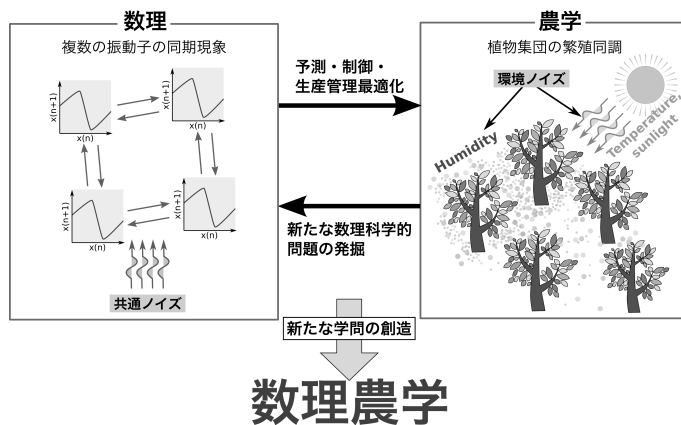 数理
複数の振動子の同期現象
x(n+1)
x(n)
x(n+1)
x(n)
x(n+1)
x(n)
x(n+1)
x(n)
共通ノイズ
予測・制御・
生産管理最適化
新たな数理科学的
問題の発掘
農学
植物集団の繁殖同調
環境ノイズ
Humidity
Temperature,
sunlight
新たな学問の創造
数理農学